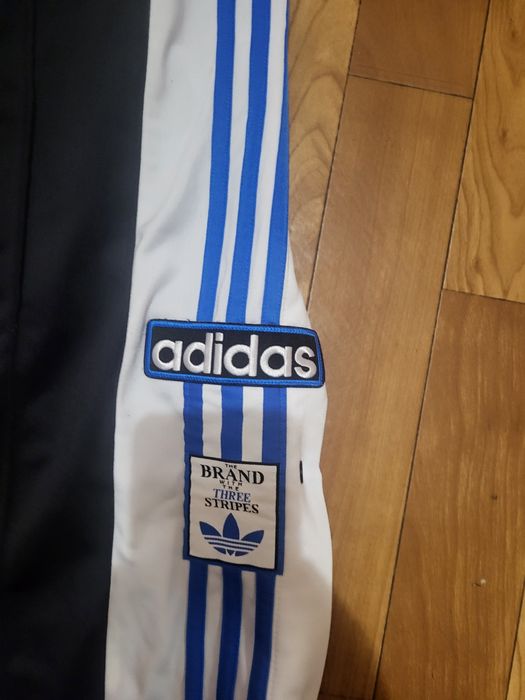 adidas
THE
BRAND
WITH
THE
THREE
STRIPES